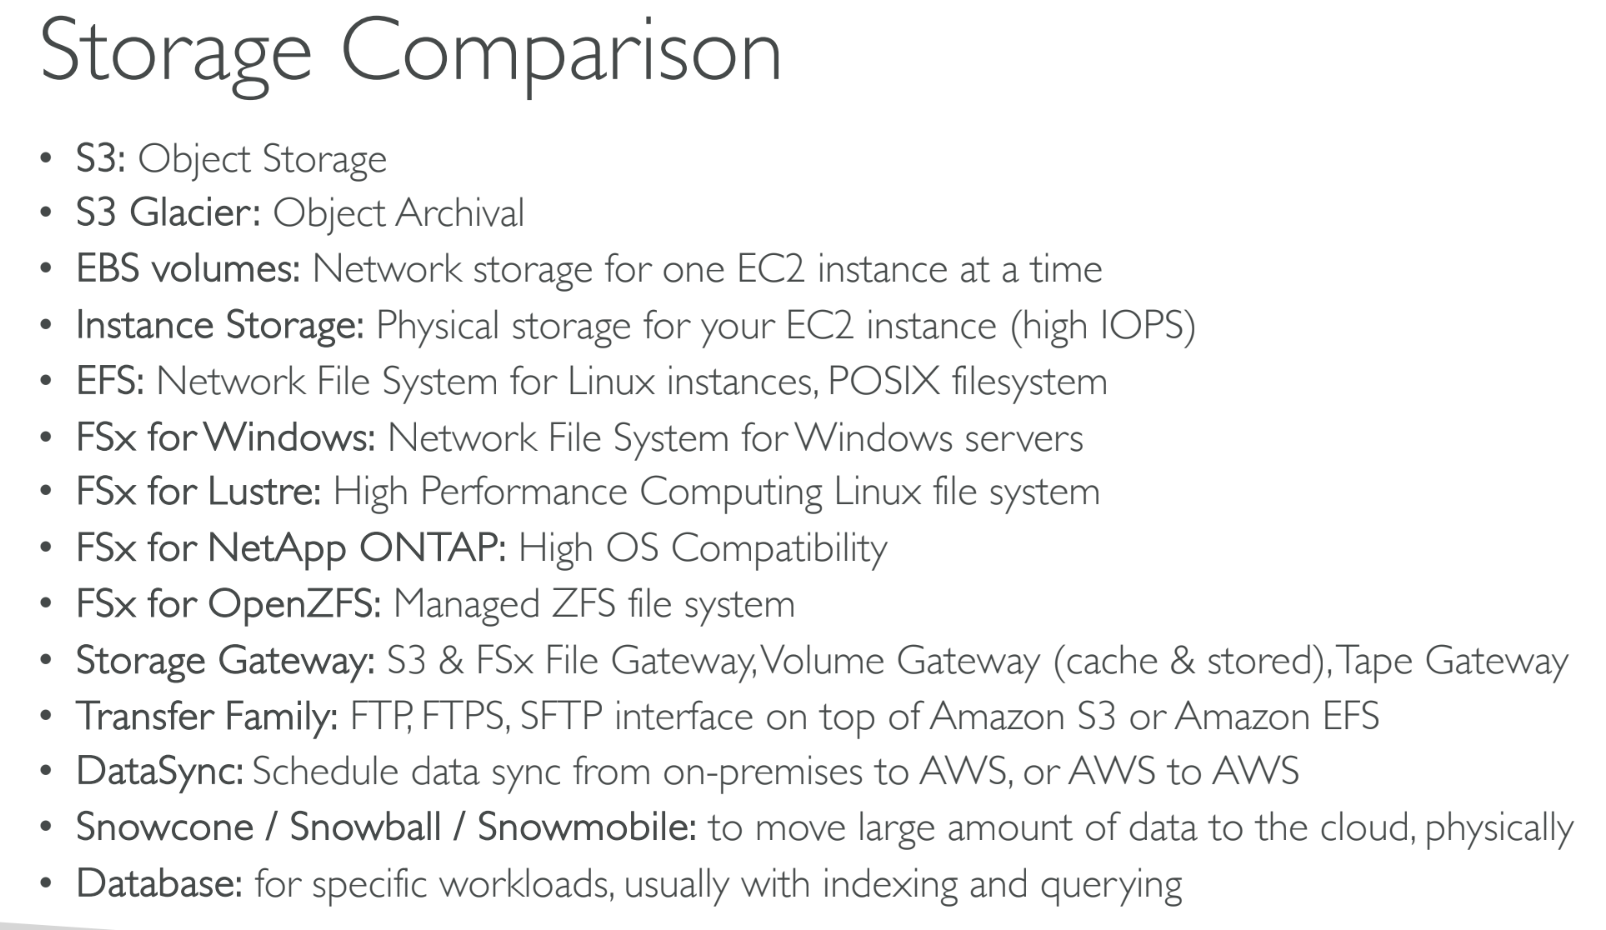 Storage Comparison
• S3: Object Storage
• S3 Glacier: Object Archival
• EBS volumes: Network storage for one EC2 instance at a time
• Instance Storage: Physical storage for your EC2 instance (high IOPS)
• EFS: Network File System for Linux instances, POSIX filesystem
• FSx for Windows: Network File System for Windows servers
• FSx for Lustre: High Performance Computing Linux file system
• FSx for NetApp ONTAP: High OS Compatibility
• FSx for OpenZFS: Managed ZFS file system
• Storage Gateway: S3 & FSx File Gateway, Volume Gateway (cache & stored), Tape Gateway
• Transfer Family: FTP, FTPS, SFTP interface on top of Amazon S3 or Amazon EFS
• DataSync: Schedule data sync from on-premises to AWS, or AWS to AWS
• Snowcone / Snowball / Snowmobile: to move large amount of data to the cloud, physically
• Database: for specific workloads, usually with indexing and querying